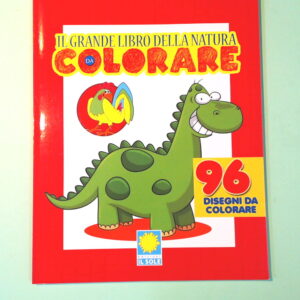 IL GRANDE LIBRO DELLA NATURA
DA
COLORARE
96
DISEGNI DA
COLORARE
IL SOLE